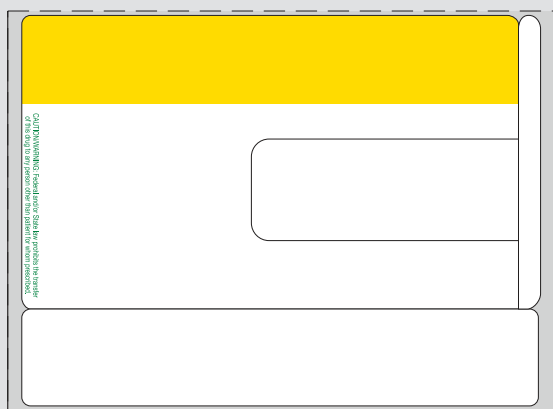 CAUTION/WARNING: Federal and/or State law prohibits the transfer
of this drug to any person other than patient for whom prescribed.